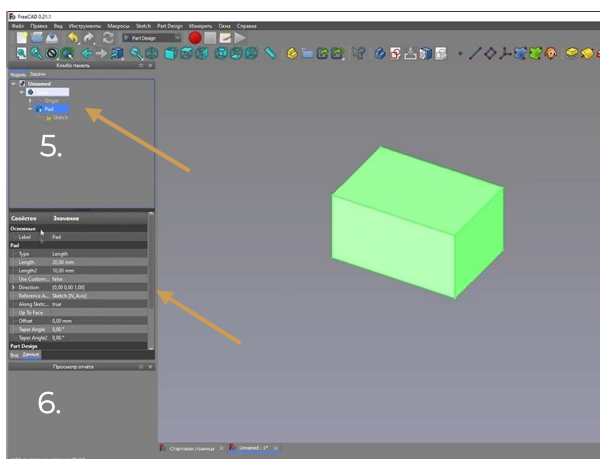 FreeCAD 0.21.1
Файл Правка Вид Инструменты Макросы Sketch Part Design Измерить Окна Справка
Part Design
Комбо панель
Модель Задачи
Unnamed
Origin
Pad
Sketch
5.
Свойства Значения
Основные
Label Pad
Pad
Type Length
Length 20,00 mm
Length2 10,00 mm
Use Custom... false
Direction [0,00 0,00 1,00]
Reference A... Sketch [N_Axis]
Along Sketc... true
Up To Face
Offset 0,00 mm
Taper Angle 0,00 °
Taper Angle2 0,00 °
Part Design
Вид Данные
Просмотр отчёта
6.
Стартовая страница Unnamed : 1*